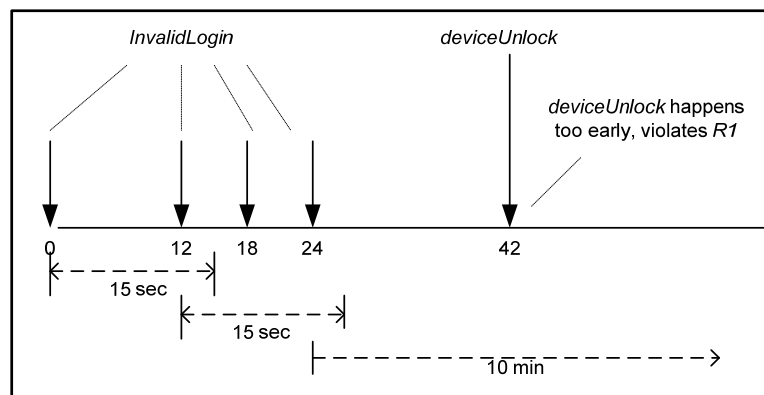 InvalidLogin
deviceUnlock
deviceUnlock happens
too early, violates R1
0
12
18
24
42
15 sec
15 sec
10 min